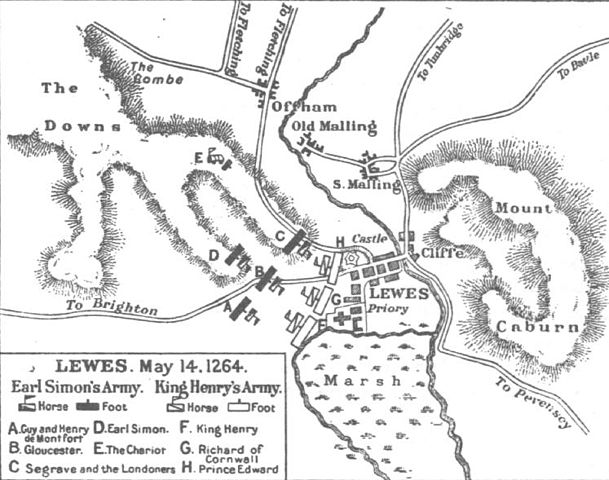 To Fletching
To Fletching
To Tunbridge
To Battle
The Combe
The Downs
Offham
Old Malling
S. Malling
E
Mount Caburn
C
H
Castle
Cliffe
D
B
LEWES
G
Priory
A
F
To Brighton
Marsh
To Pevensey
LEWES. May 14. 1264.
Earl Simon's Army. King Henry's Army.
Horse Foot Horse Foot
A. Guy and Henry de Montfort D. Earl Simon. F. King Henry
B. Gloucester. E. The Chariot G. Richard of Cornwall
C Segrave and the Londoners H. Prince Edward